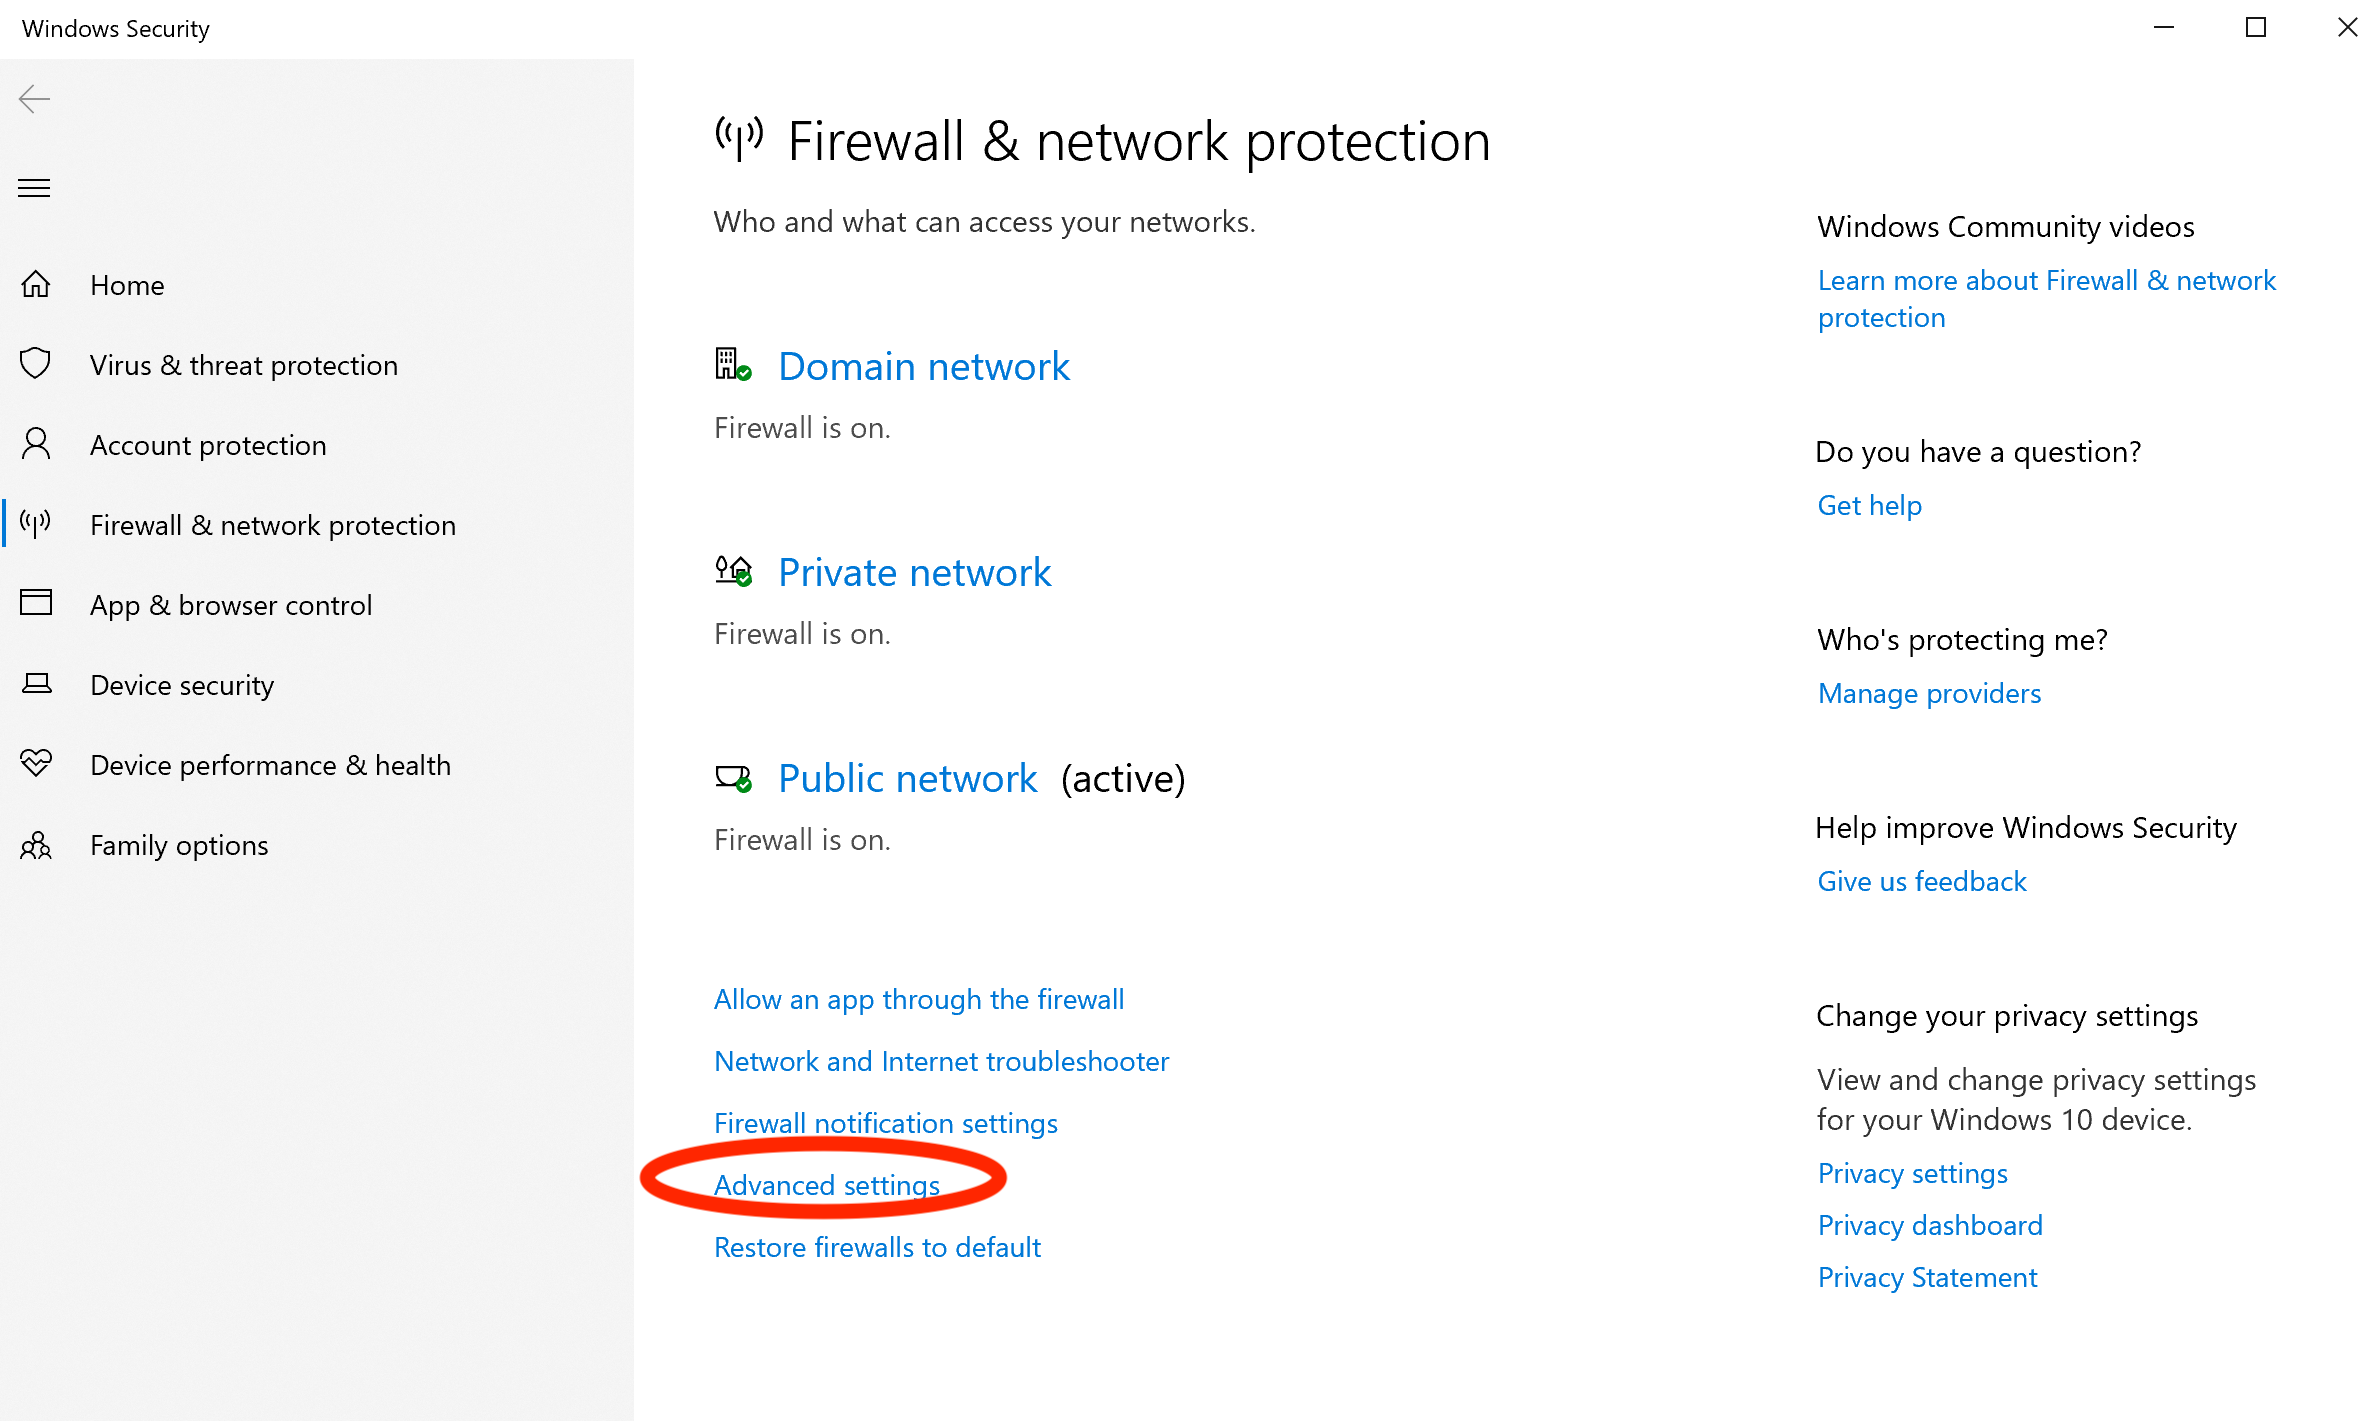 Windows Security
Home
Virus & threat protection
Account protection
Firewall & network protection
App & browser control
Device security
Device performance & health
Family options
Firewall & network protection
Who and what can access your networks.
Domain network
Firewall is on.
Private network
Firewall is on.
Public network (active)
Firewall is on.
Allow an app through the firewall
Network and Internet troubleshooter
Firewall notification settings
Advanced settings
Restore firewalls to default
Windows Community videos
Learn more about Firewall & network
protection
Do you have a question?
Get help
Who's protecting me?
Manage providers
Help improve Windows Security
Give us feedback
Change your privacy settings
View and change privacy settings
for your Windows 10 device.
Privacy settings
Privacy dashboard
Privacy Statement